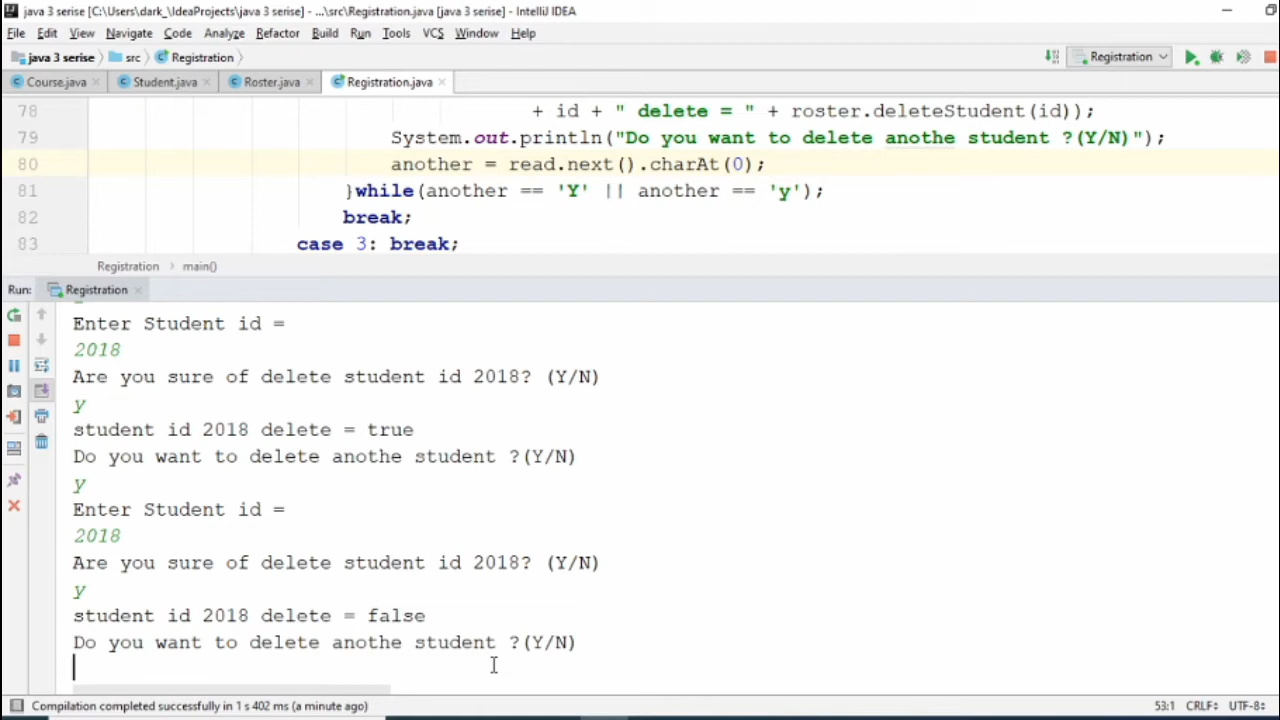 java 3 serise [C:\Users\dark_\IdeaProjects\java 3 serise] - ...\src\Registration.java [java 3 serise] - IntelliJ IDEA
File Edit View Navigate Code Analyze Refactor Build Run Tools VCS Window Help
java 3 serise src Registration Registration
Course.java Student.java Roster.java Registration.java
78 + id + " delete = " + roster.deleteStudent(id));
79 System.out.println("Do you want to delete anothe student ?(Y/N)");
80 another = read.next().charAt(0);
81 }while(another == 'Y' || another == 'y');
82 break;
83 case 3: break;
Registration main()
Run: Registration
Enter Student id =
2018
Are you sure of delete student id 2018? (Y/N)
y
student id 2018 delete = true
Do you want to delete anothe student ?(Y/N)
y
Enter Student id =
2018
Are you sure of delete student id 2018? (Y/N)
y
student id 2018 delete = false
Do you want to delete anothe student ?(Y/N)
Compilation completed successfully in 1 s 402 ms (a minute ago) 53:1 CRLF UTF-8